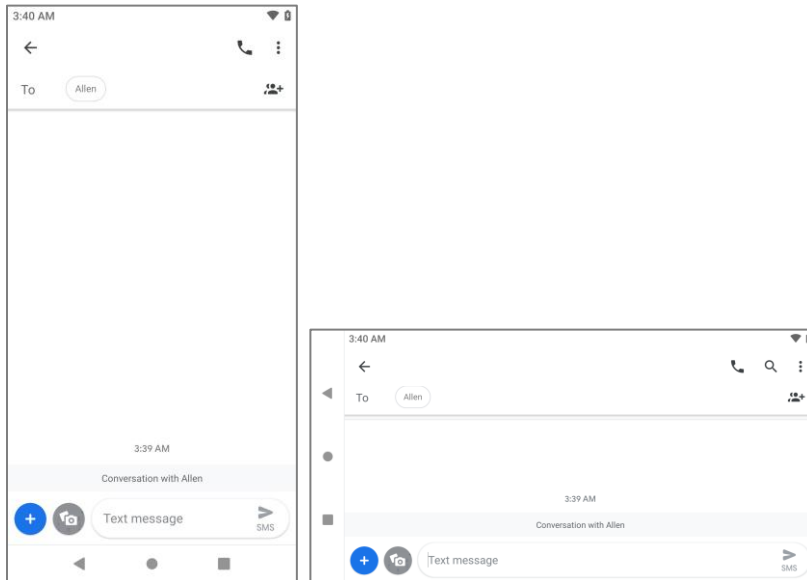 3:40 AM
To Allen
3:39 AM
Conversation with Allen
Text message
SMS
3:40 AM
To Allen
3:39 AM
Conversation with Allen
Text message
SMS